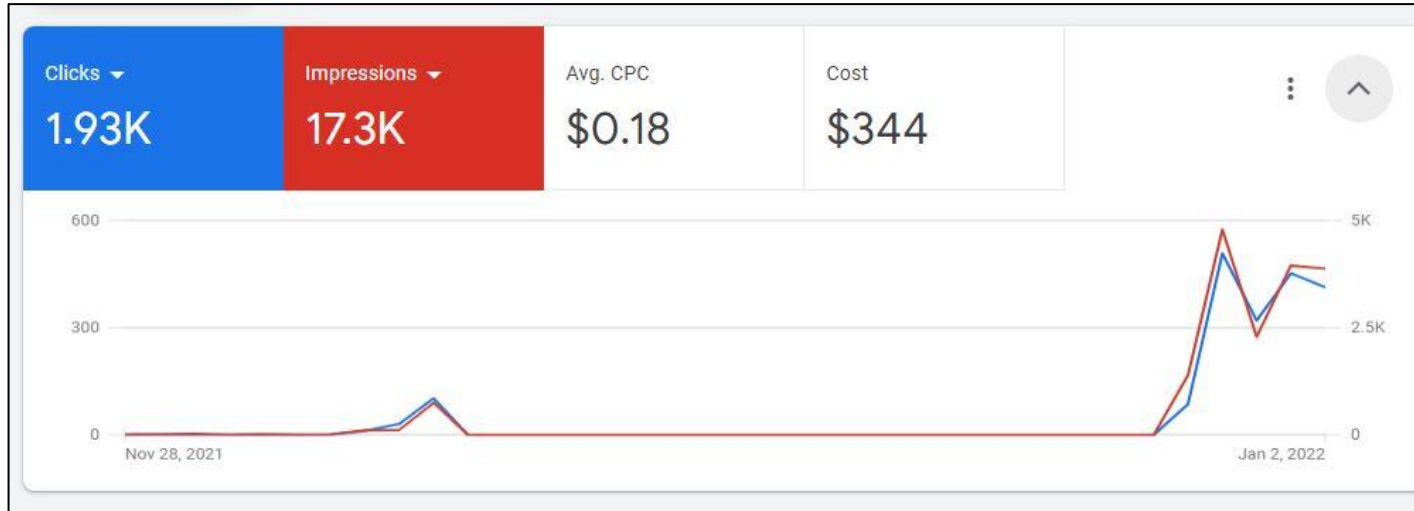 Clicks Impressions Avg. CPC Cost
1.93K 17.3K $0.18 $344
600 5K
300 2.5K
0 0
Nov 28, 2021 Jan 2, 2022